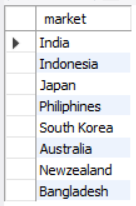 market
India
Indonesia
Japan
Philiphines
South Korea
Australia
Newzealand
Bangladesh